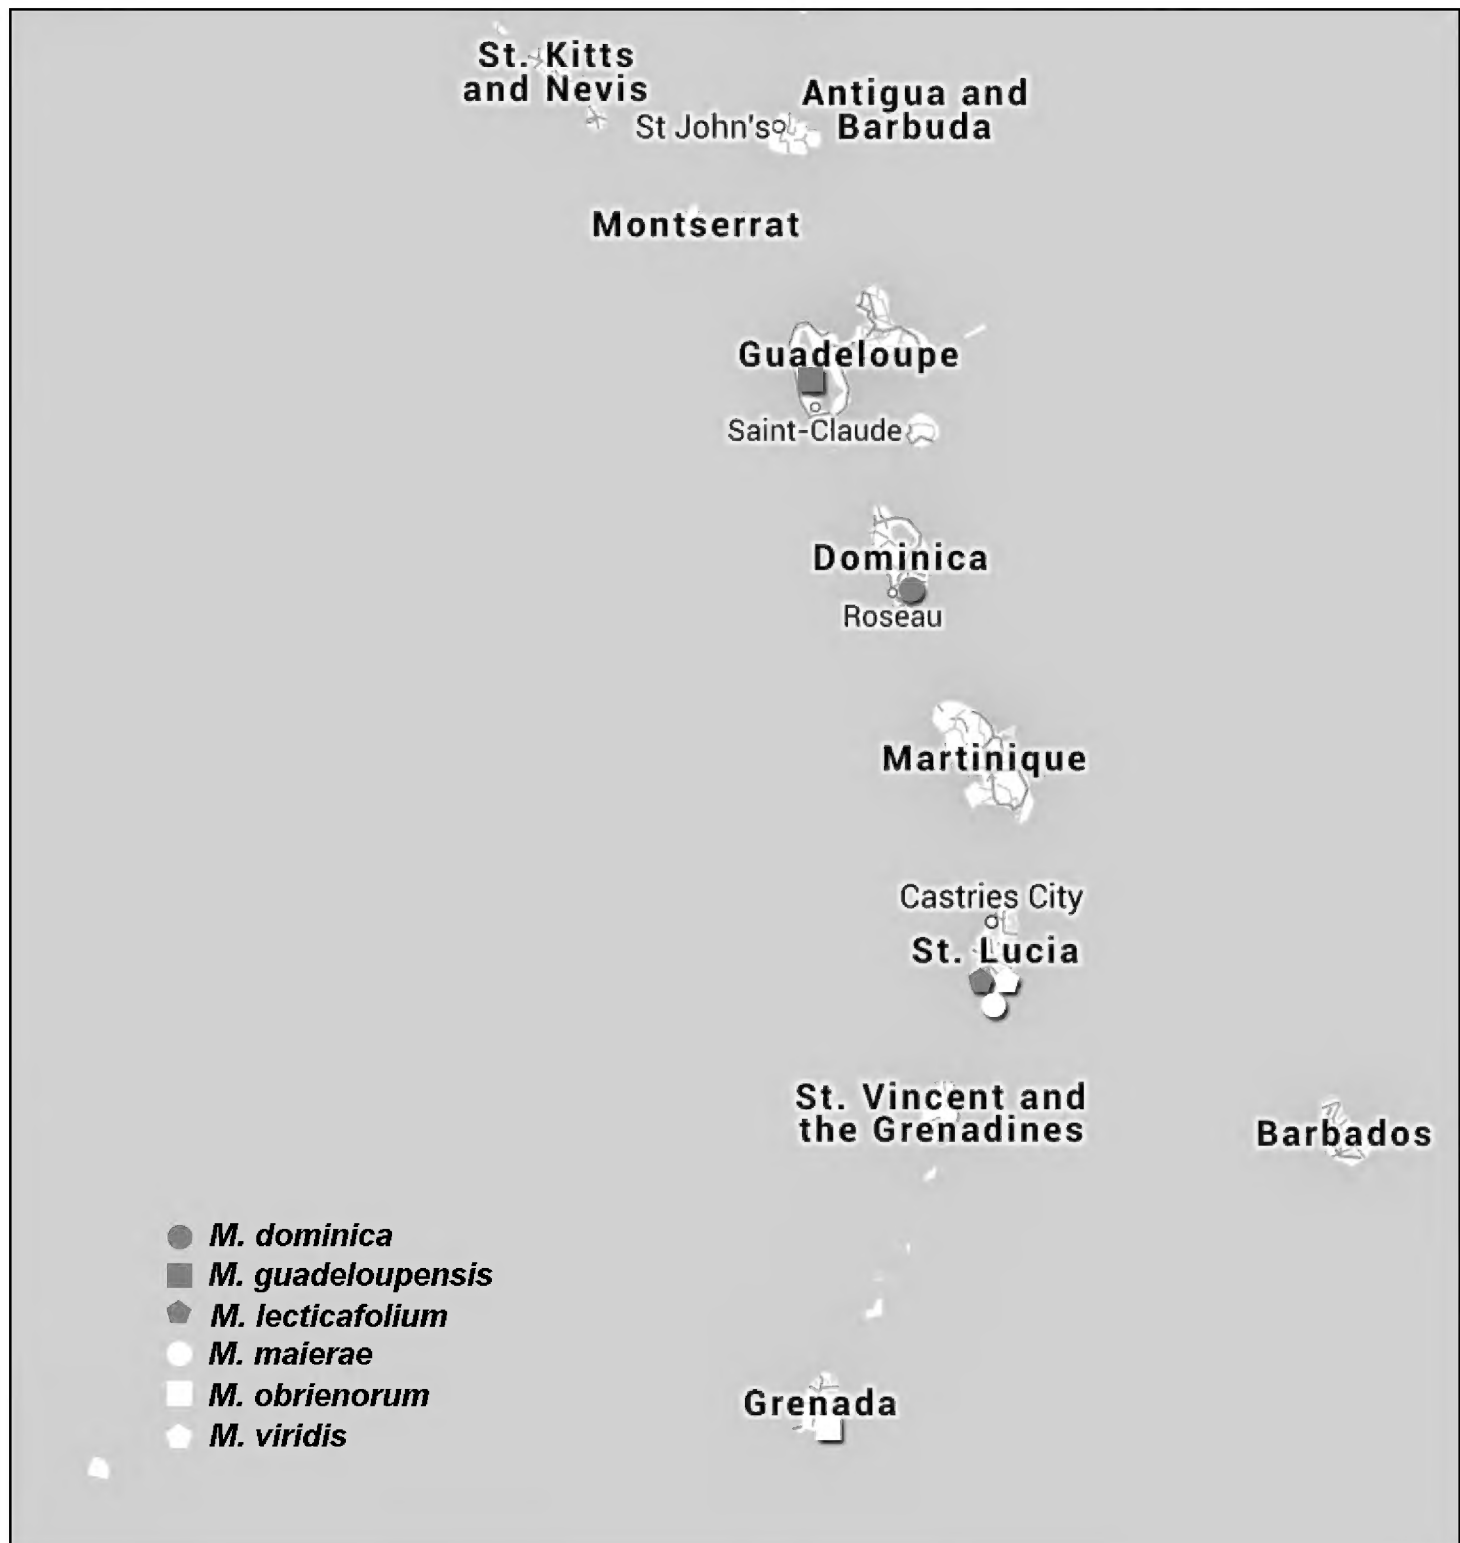 St. Kitts
and Nevis
Antigua and
Barbuda
St John's
Montserrat
Guadeloupe
Saint-Claude
Dominica
Roseau
Martinique
Castries City
St. Lucia
St. Vincent and
the Grenadines
Barbados
M. dominica
M. guadeloupensis
M. lecticafolium
M. maierae
M. obrienorum
M. viridis
Grenada